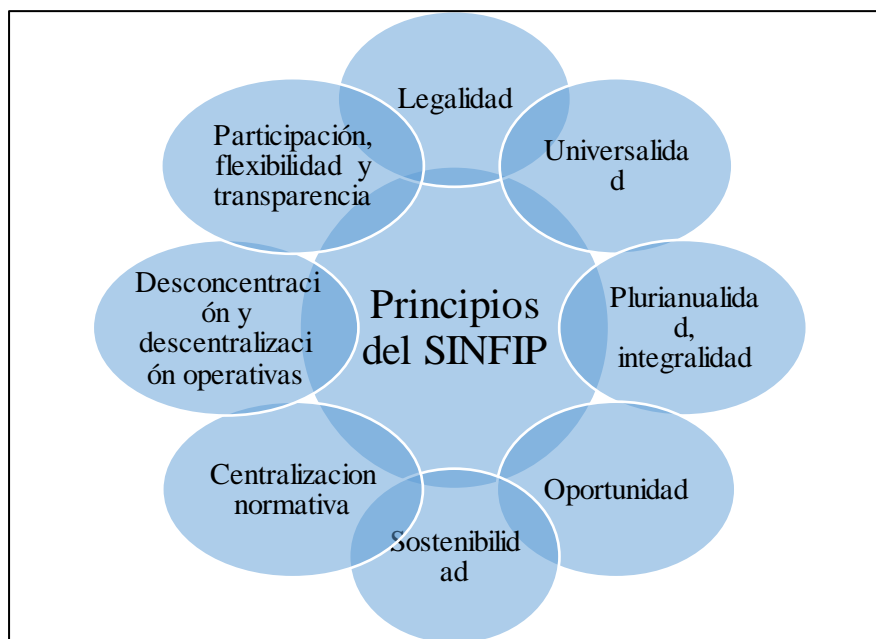 Legalidad
Universalida
d
Plurianualida
d,
integralidad
Oportunidad
Sostenibilid
ad
Centralizacion
normativa
Desconcentraci
ón y
descentralizaci
ón operativas
Participación,
flexibilidad y
transparencia
Principios
del SINFIP